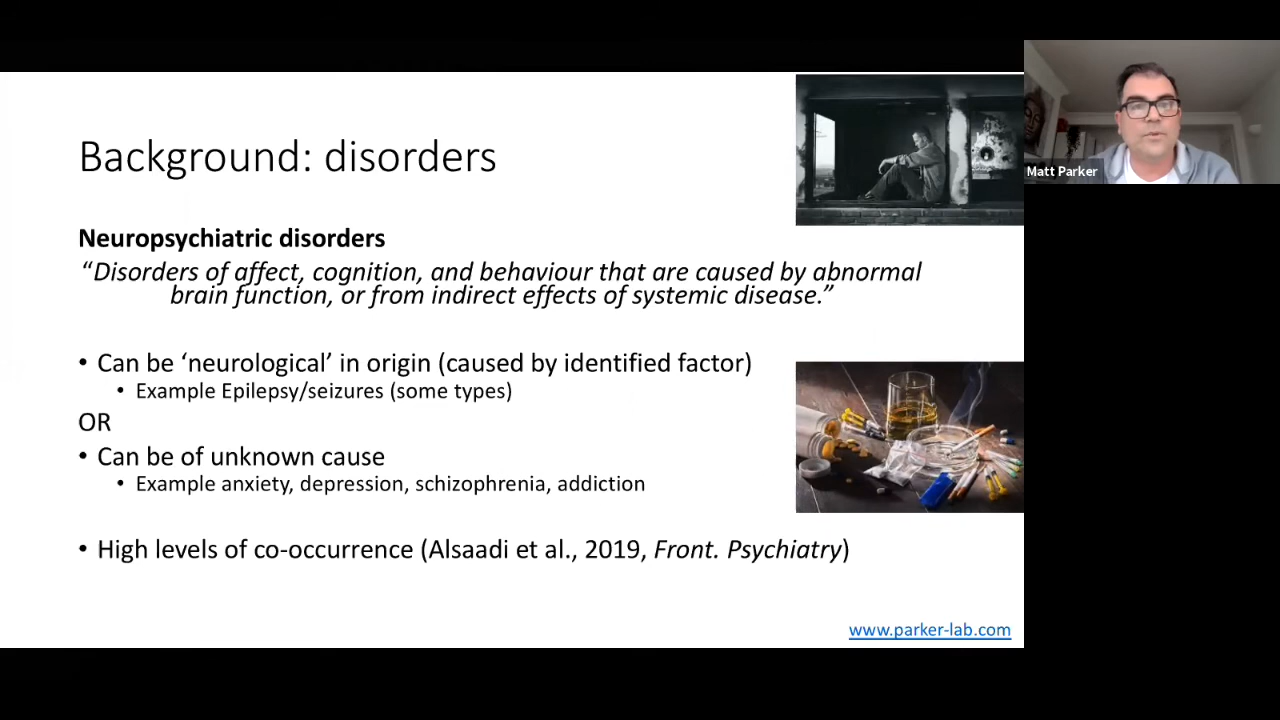 Background: disorders
Neuropsychiatric disorders
“Disorders of affect, cognition, and behaviour that are caused by abnormal
brain function, or from indirect effects of systemic disease.”
• Can be ‘neurological’ in origin (caused by identified factor)
• Example Epilepsy/seizures (some types)
OR
• Can be of unknown cause
• Example anxiety, depression, schizophrenia, addiction
• High levels of co-occurrence (Alsaadi et al., 2019, Front. Psychiatry)
www.parker-lab.com
Matt Parker